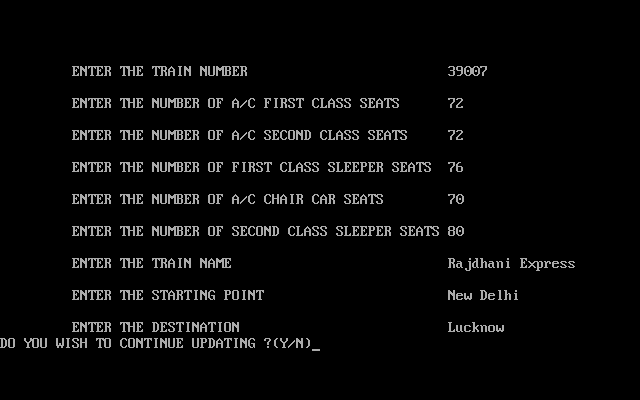 ENTER THE TRAIN NUMBER 39007
ENTER THE NUMBER OF A/C FIRST CLASS SEATS 72
ENTER THE NUMBER OF A/C SECOND CLASS SEATS 72
ENTER THE NUMBER OF FIRST CLASS SLEEPER SEATS 76
ENTER THE NUMBER OF A/C CHAIR CAR SEATS 70
ENTER THE NUMBER OF SECOND CLASS SLEEPER SEATS 80
ENTER THE TRAIN NAME Rajdhani Express
ENTER THE STARTING POINT New Delhi
ENTER THE DESTINATION Lucknow
DO YOU WISH TO CONTINUE UPDATING ?(Y/N)_